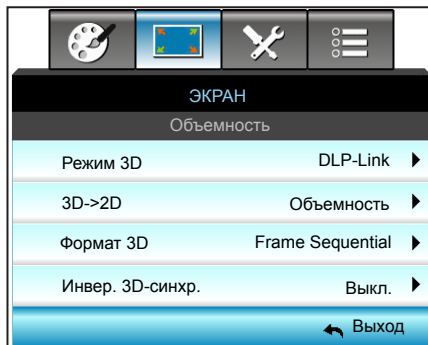 ЭКРАН
Объемность
Режим 3D DLP-Link
3D->2D Объемность
Формат 3D Frame Sequential
Инвер. 3D-синхр. Выкл.
Выход